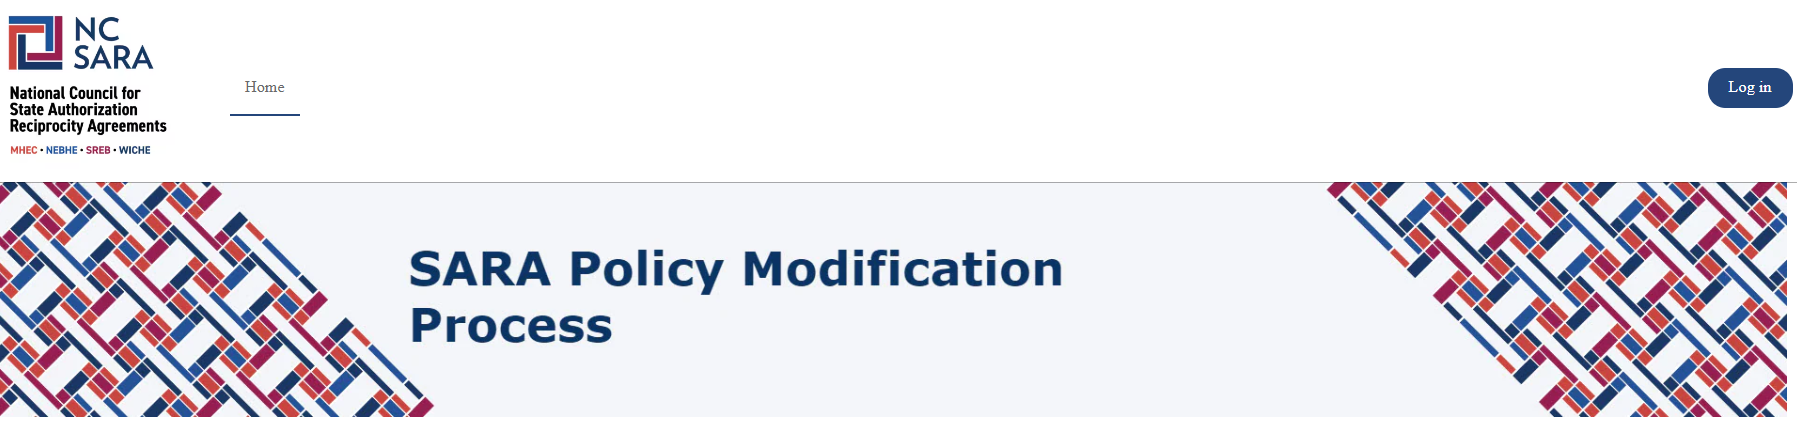 NC
SARA
National Council for
State Authorization
Reciprocity Agreements
MHEC • NEBHE • SREB • WICHE
Home
Log in
SARA Policy Modification
Process